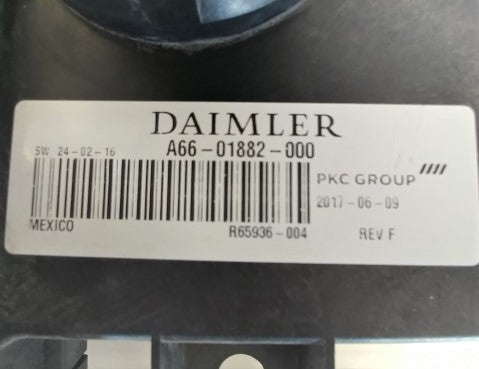 DAIMLER
SW 24-02-16 A66-01882-000
PKC GROUP
2017-06-09
MEXICO R65936-004 REV F